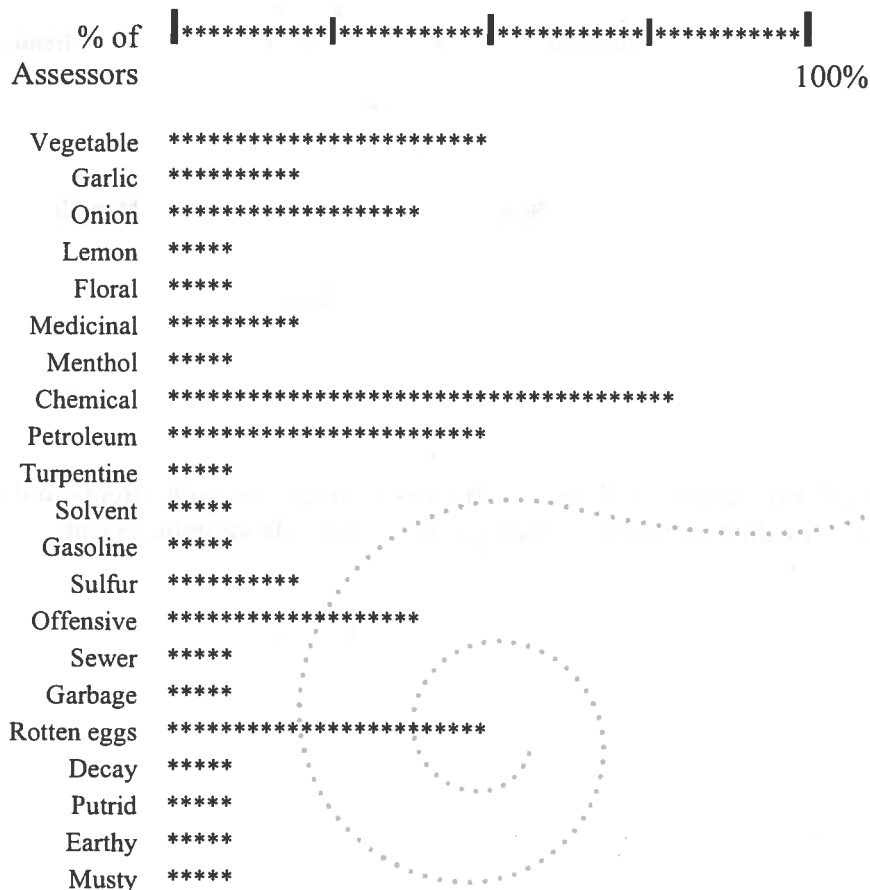 % of |***********|***********|***********|***********|
Assessors 100%
Vegetable ************************
Garlic **********
Onion *******************
Lemon *****
Floral *****
Medicinal **********
Menthol *****
Chemical **************************************
Petroleum ************************
Turpentine *****
Solvent *****
Gasoline *****
Sulfur **********
Offensive *******************
Sewer *****
Garbage *****
Rotten eggs ************************
Decay *****
Putrid *****
Earthy *****
Musty *****